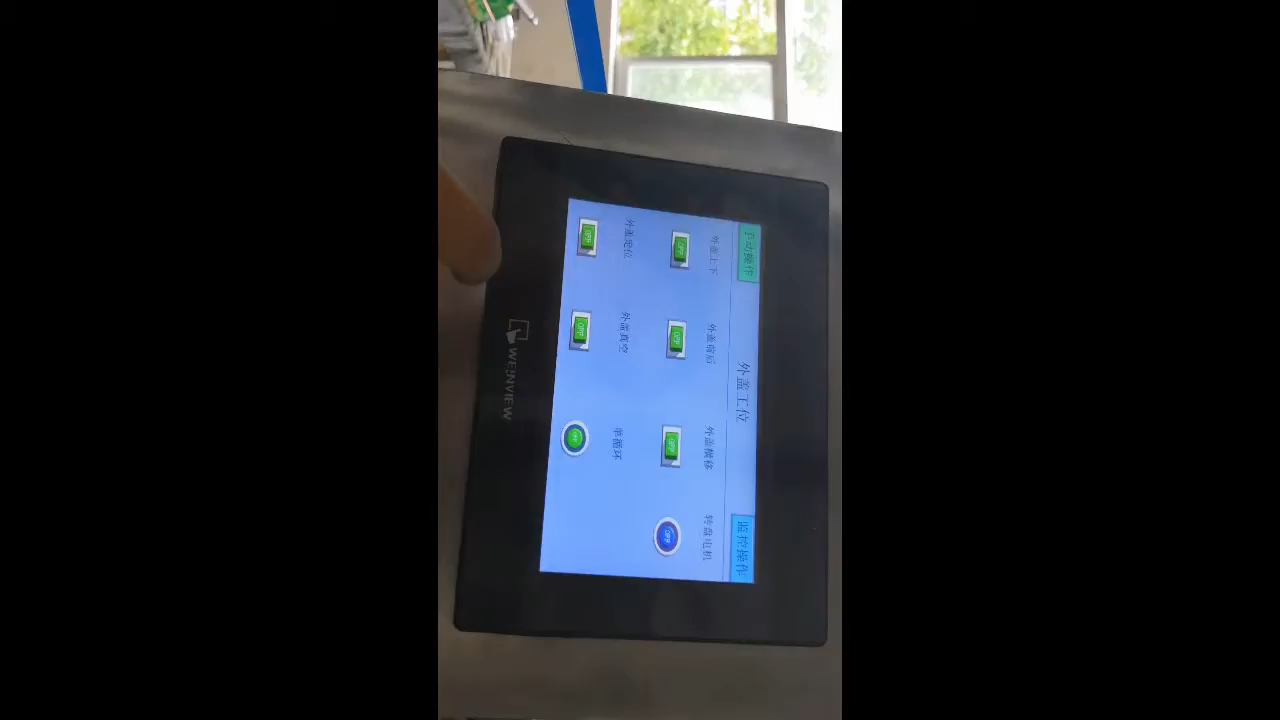 手动操作 外盖工位 监控操作
外盖上下 外盖前后 外盖横移 转盘电机
OFF OFF OFF OFF
外盖定位 外盖真空 单循环
OFF OFF OFF
WEINVIEW